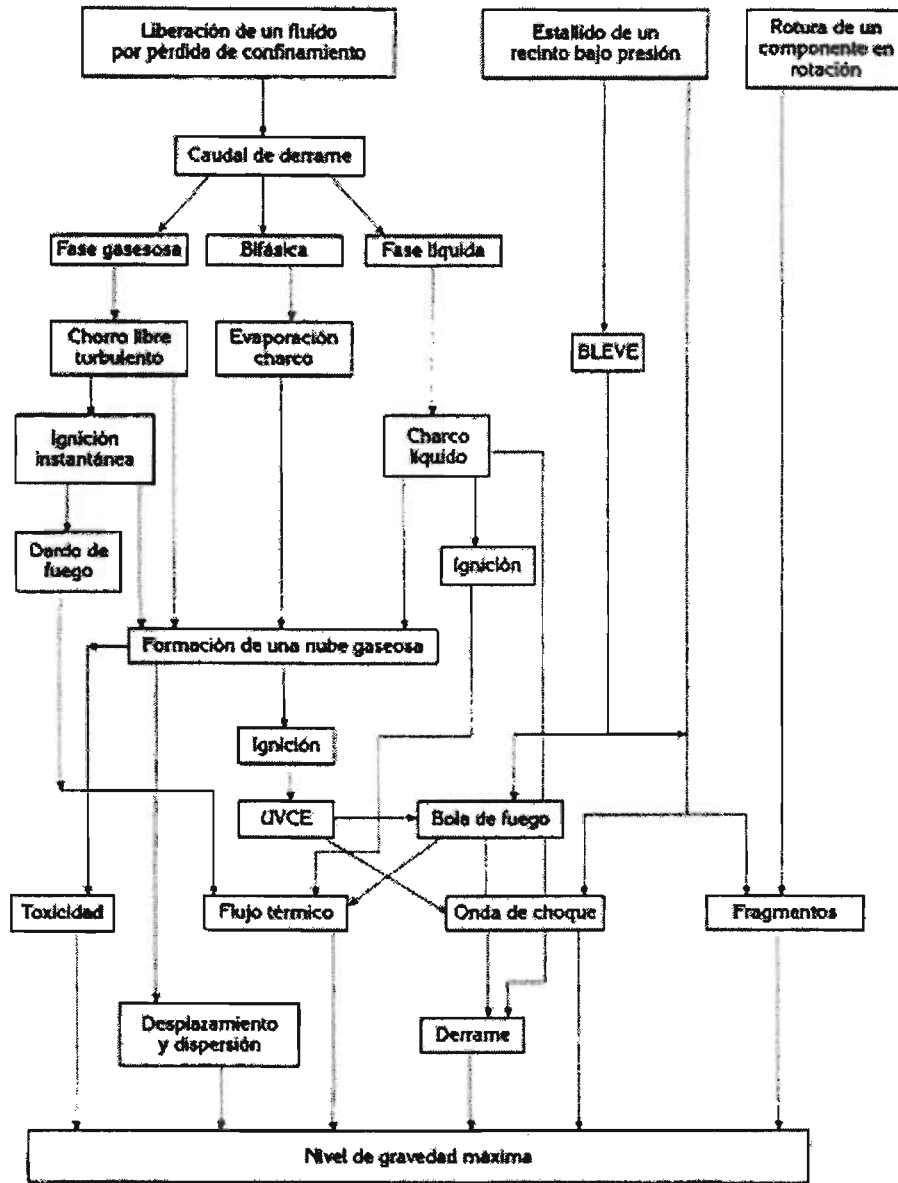 Liberación de un fluído
por pérdida de confinamiento
Estallido de un
recinto bajo presión
Rotura de un
componente en
rotación
Caudal de derrame
Fase gasesosa
Bifásica
Fase líquida
Chorro libre
turbulento
Evaporación
charco
BLEVE
Ignición
instantánea
Charco
líquido
Dardo de
fuego
Ignición
Formación de una nube gaseosa
Ignición
UVCE
Bola de fuego
Toxicidad
Flujo térmico
Onda de choque
Fragmentos
Desplazamiento
y dispersión
Derrame
Nivel de gravedad máxima